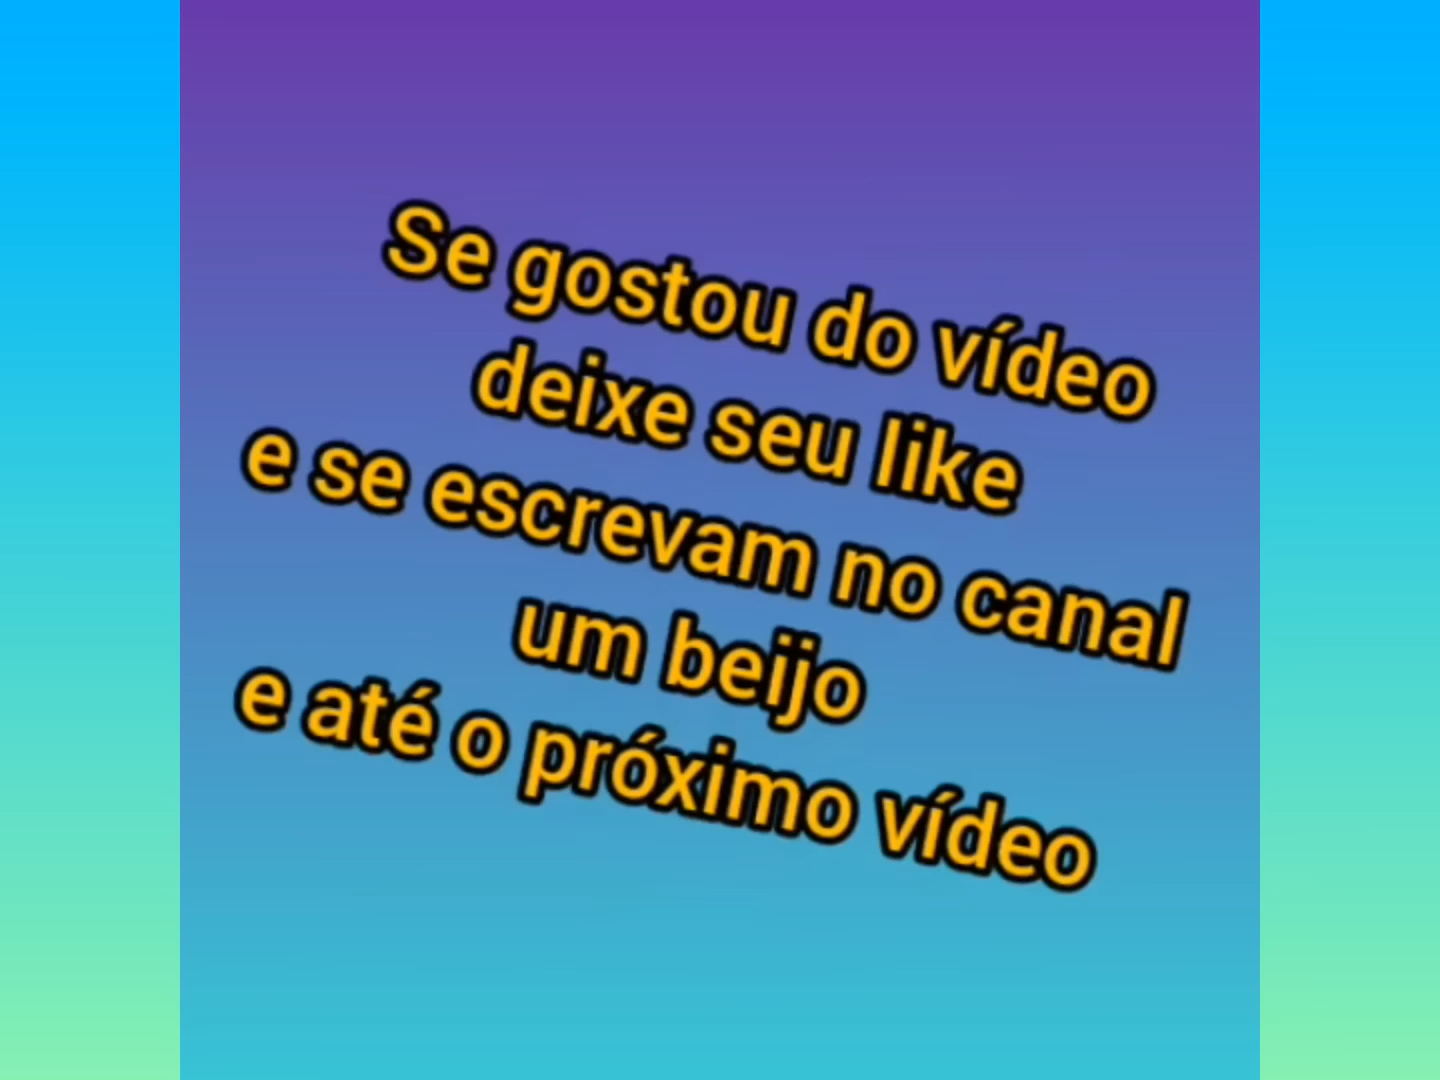 Se gostou do vídeo
deixe seu like
e se escrevam no canal
um beijo
e até o próximo vídeo